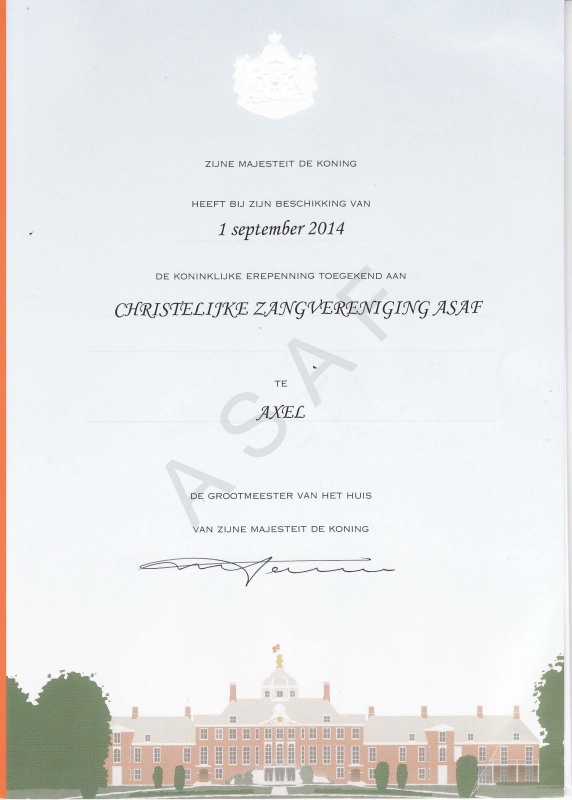 ZIJNE MAJESTEIT DE KONING
HEEFT BIJ ZIJN BESCHIKKING VAN
1 september 2014
DE KONINKLIJKE EREPENNING TOEGEKEND AAN
CHRISTELIJKE ZANGVERENIGING ASAF
TE
AXEL
ASAF
DE GROOTMEESTER VAN HET HUIS
VAN ZIJNE MAJESTEIT DE KONING